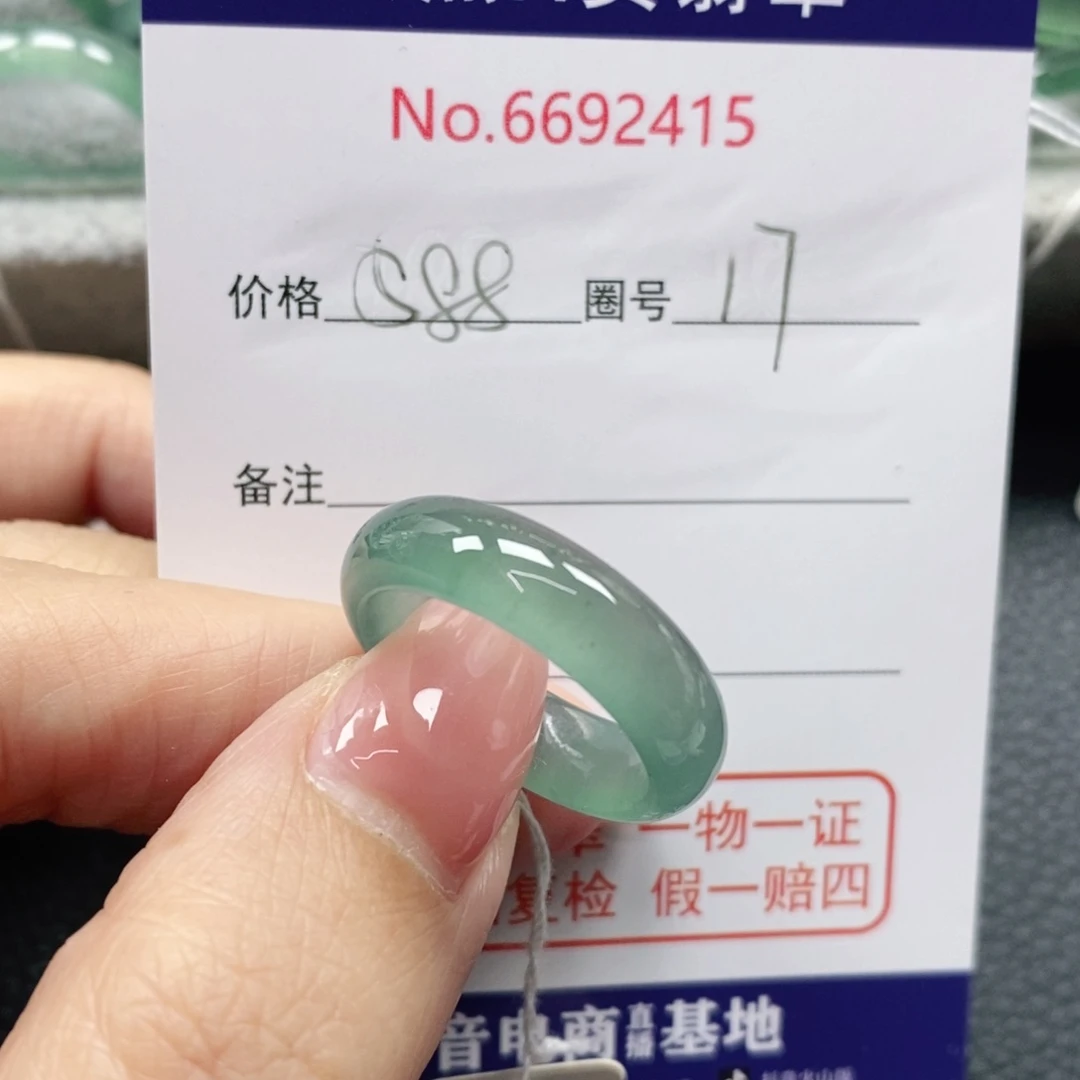 No.6692415
价格 588 圈号 17
备注
一物一证
复检 假一赔四
音电商直播基地